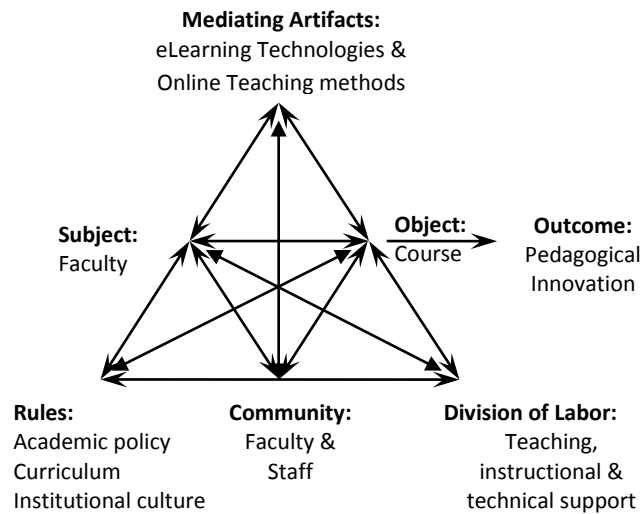 Mediating Artifacts:
eLearning Technologies &
Online Teaching methods
Subject:
Faculty
Object:
Course
Outcome:
Pedagogical
Innovation
Rules:
Academic policy
Curriculum
Institutional culture
Community:
Faculty &
Staff
Division of Labor:
Teaching,
instructional &
technical support